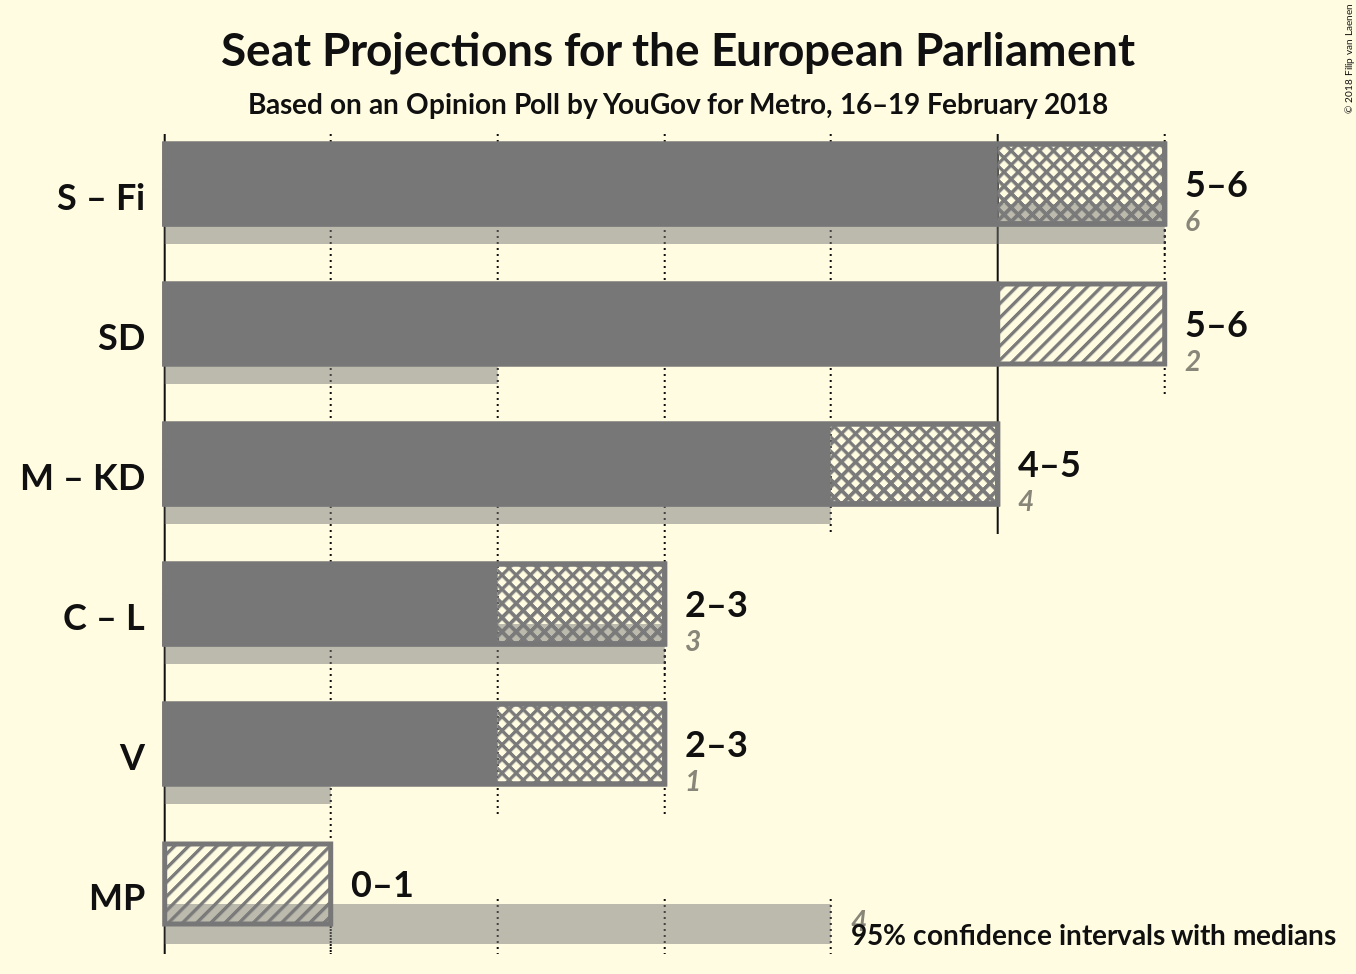 Seat Projections for the European Parliament
Based on an Opinion Poll by YouGov for Metro, 16–19 February 2018
© 2018 Filip van Laenen
S – Fi
5–6
6
SD
5–6
2
M – KD
4–5
4
C – L
2–3
3
V
2–3
1
MP
0–1
4
95% confidence intervals with medians